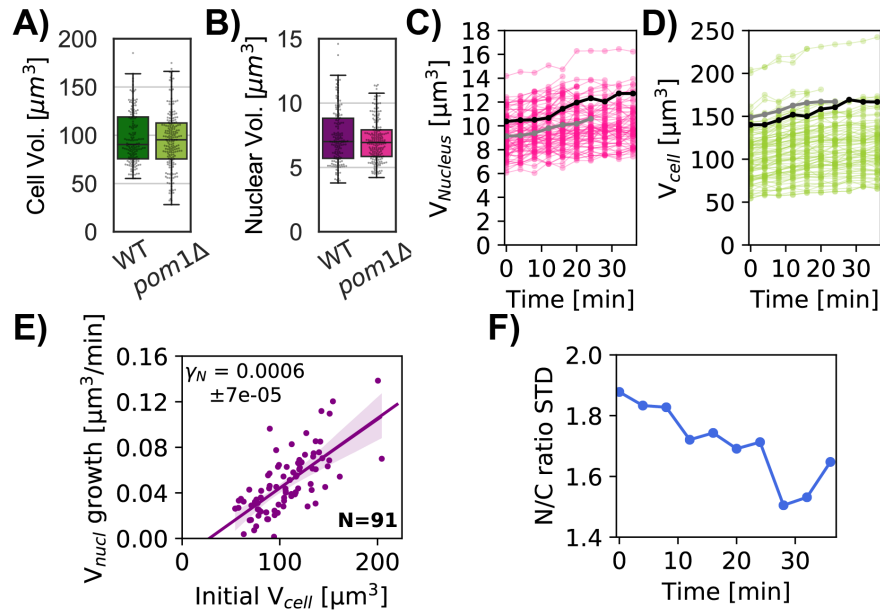 A).
Cell Vol. [μm³]
200
150
100
50
0
WT
pom1Δ
B).
Nuclear Vol. [μm³]
15
10
5
0
WT
pom1Δ
C)
V_Nucleus [μm³]
18
16
14
12
10
8
6
4
2
0
0 10 20 30
Time [min]
D).
V_cell [μm³]
250
200
150
100
50
0
0 10 20 30
Time [min]
E)
V_nucl growth [μm³/min]
0.16
0.12
0.08
0.04
0.00
γ_N = 0.0006
±7e-05
N=91
0 100 200
Initial V_cell [μm³]
F)
N/C ratio STD
2.0
1.8
1.6
1.4
0 10 20 30
Time [min]